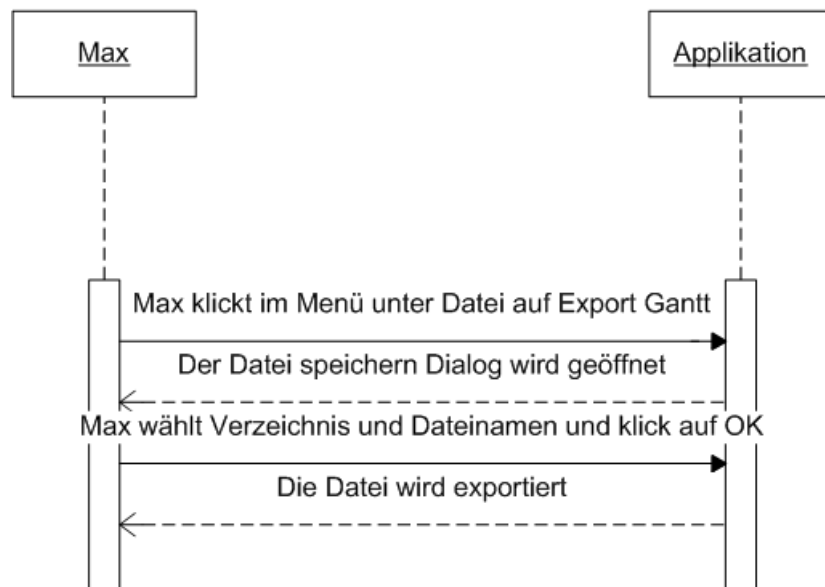 Max
Applikation
Max klickt im Menü unter Datei auf Export Gantt
Der Datei speichern Dialog wird geöffnet
Max wählt Verzeichnis und Dateinamen und klick auf OK
Die Datei wird exportiert